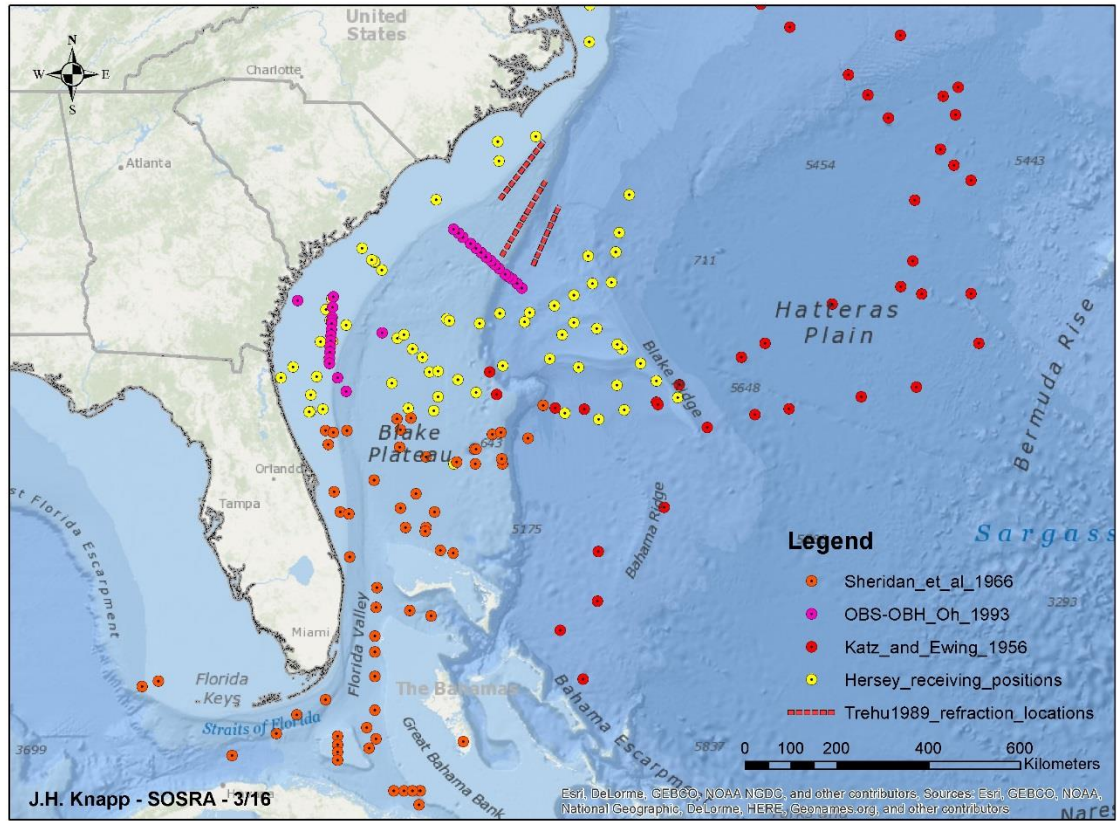 United
States
N
W E
S
Charlotte
Atlanta
5454
5443
711
Hatteras
Plain
Bermuda Rise
Blake Ridge
5648
Blake
Plateau
643
Orlando
Tampa
Florida Escarpment
5175
Bahama Ridge
Sargass
3293
Miami
Florida Valley
Florida
Keys
The Bahamas
Straits of Florida
Great Bahama Bank
Bahama Escarpm
3699
5837
Legend
Sheridan_et_al_1966
OBS-OBH_Oh_1993
Katz_and_Ewing_1956
Hersey_receiving_positions
Trehu1989_refraction_locations
0 100 200 400 600
Kilometers
J.H. Knapp - SOSRA - 3/16
Esri, DeLorme, GEBCO, NOAA NGDC, and other contributors, Sources: Esri, GEBCO, NOAA,
National Geographic, DeLorme, HERE, Geonames.org, and other contributors
Nares